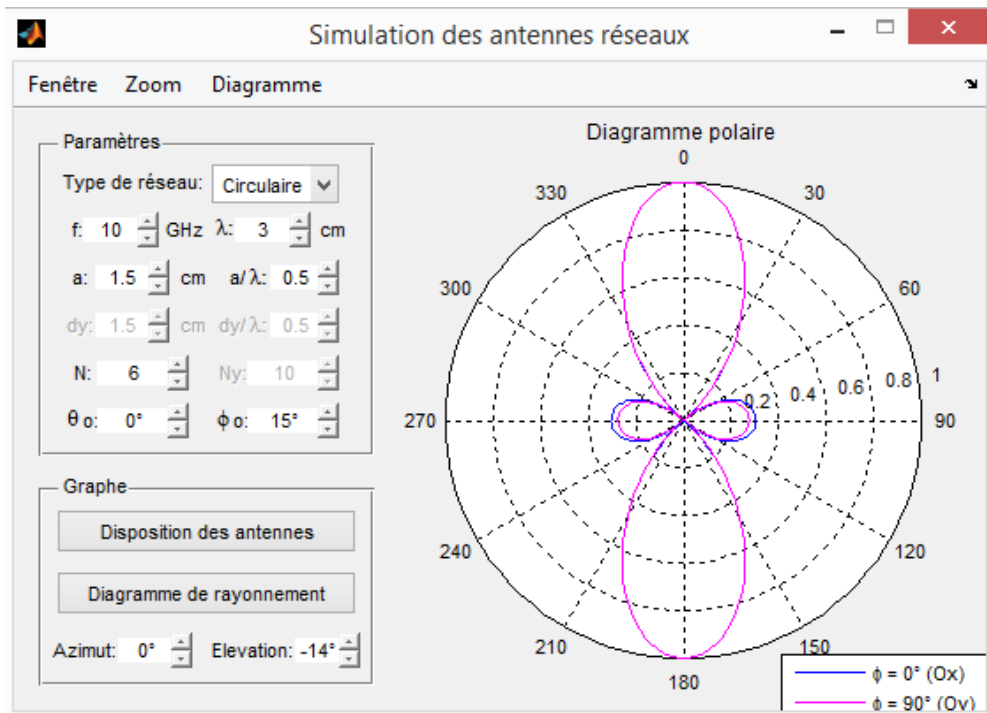 Simulation des antennes réseaux
Fenêtre Zoom Diagramme
Paramètres
Type de réseau: Circulaire
f: 10 GHz λ: 3 cm
a: 1.5 cm a/λ: 0.5
dy: 1.5 cm dy/λ: 0.5
N: 6 Ny: 10
θo: 0° ϕo: 15°
Graphe
Disposition des antennes
Diagramme de rayonnement
Azimut: 0° Elevation: -14°
Diagramme polaire
0
330 30
300 60
0.2 0.4 0.6 0.8 1
270 90
240 120
210 150
180
ϕ = 0° (Ox)
ϕ = 90° (Oy)